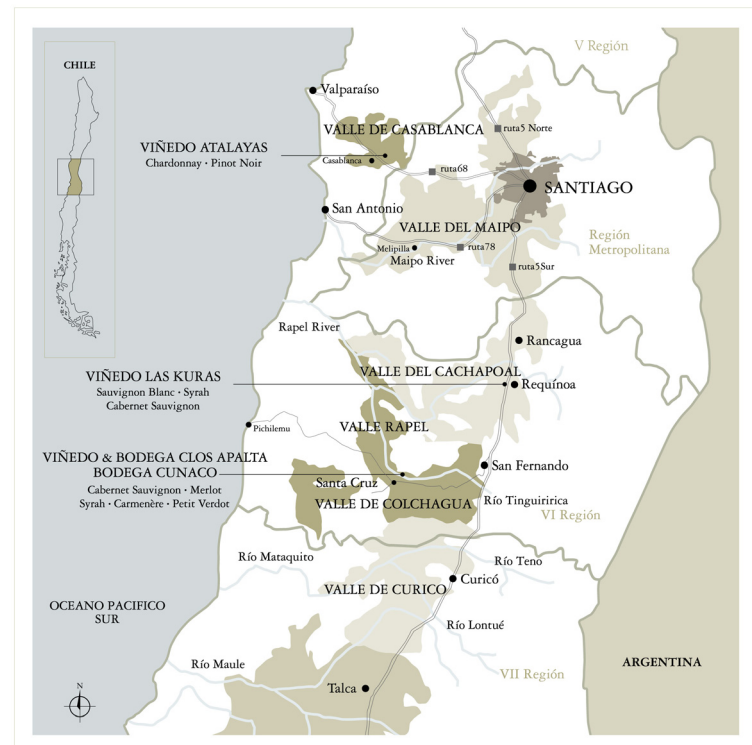 CHILE
V Región
Valparaíso
VALLE DE CASABLANCA
ruta5 Norte
VIÑEDO ATALAYAS
Chardonnay · Pinot Noir
Casablanca
ruta68
SANTIAGO
San Antonio
VALLE DEL MAIPO
Región
Metropolitana
Melipilla
ruta78
Maipo River
ruta5Sur
Rapel River
Rancagua
VALLE DEL CACHAPOAL
VIÑEDO LAS KURAS
Sauvignon Blanc · Syrah
Cabernet Sauvignon
Requínoa
Pichilemu
VALLE RAPEL
VIÑEDO & BODEGA CLOS APALTA
BODEGA CUNACO
Cabernet Sauvignon · Merlot
Syrah · Carmenère · Petit Verdot
San Fernando
Santa Cruz
VALLE DE COLCHAGUA
Río Tinguiririca
VI Región
Río Mataquito
Río Teno
VALLE DE CURICO
Curicó
OCEANO PACIFICO
SUR
Río Lontué
Río Maule
VII Región
ARGENTINA
Talca
N